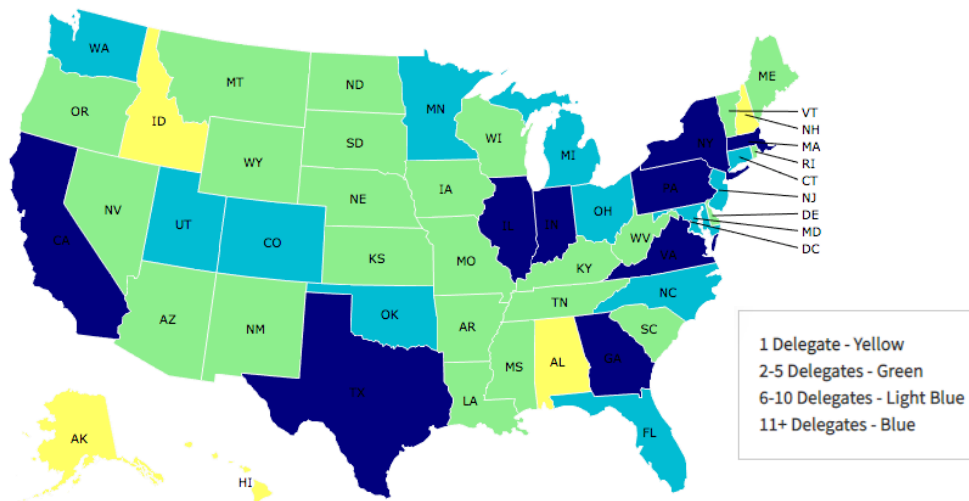 WA
MT
ND
MN
ME
OR
ID
SD
WI
MI
NY
VT
NH
MA
RI
CT
NJ
DE
MD
DC
WY
NE
IA
PA
NV
UT
CO
IL
IN
OH
WV
VA
CA
KS
MO
KY
NC
AZ
NM
OK
AR
TN
SC
TX
LA
MS
AL
GA
FL
AK
HI
1 Delegate - Yellow
2-5 Delegates - Green
6-10 Delegates - Light Blue
11+ Delegates - Blue